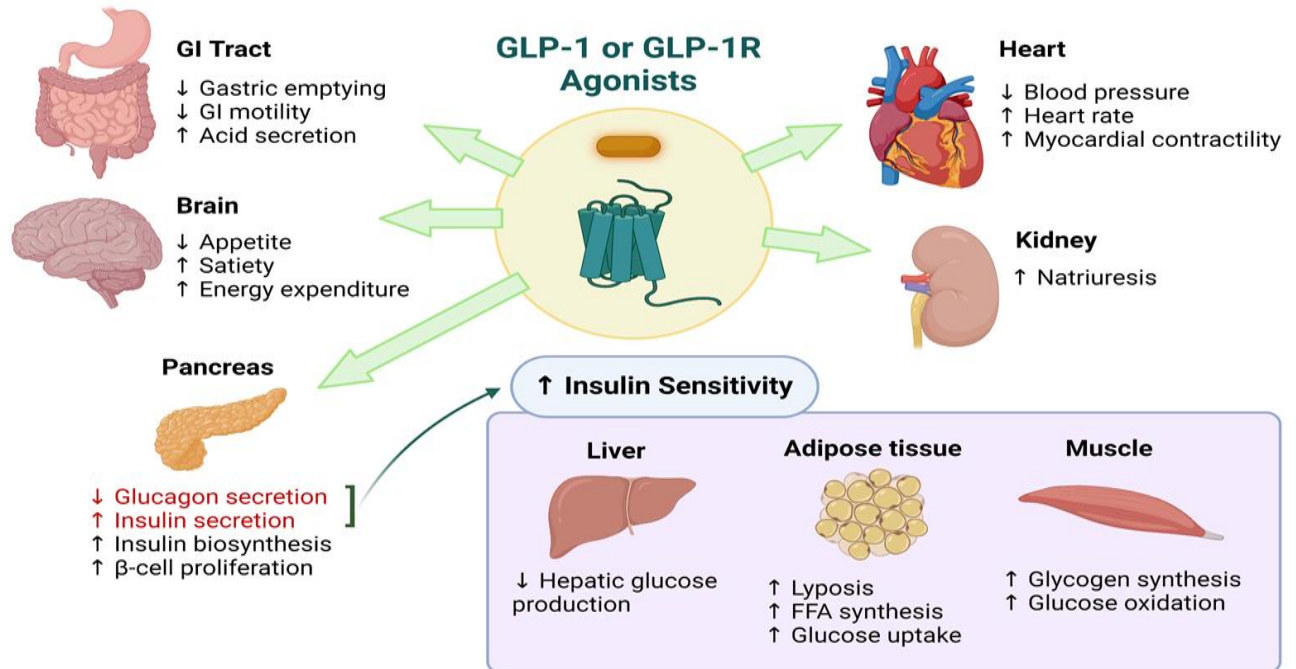 GLP-1 or GLP-1R
Agonists
GI Tract
↓ Gastric emptying
↓ GI motility
↑ Acid secretion
Brain
↓ Appetite
↑ Satiety
↑ Energy expenditure
Pancreas
↓ Glucagon secretion
↑ Insulin secretion
↑ Insulin biosynthesis
↑ β-cell proliferation
Heart
↓ Blood pressure
↑ Heart rate
↑ Myocardial contractility
Kidney
↑ Natriuresis
↑ Insulin Sensitivity
Liver
↓ Hepatic glucose
production
Adipose tissue
↑ Lyposis
↑ FFA synthesis
↑ Glucose uptake
Muscle
↑ Glycogen synthesis
↑ Glucose oxidation